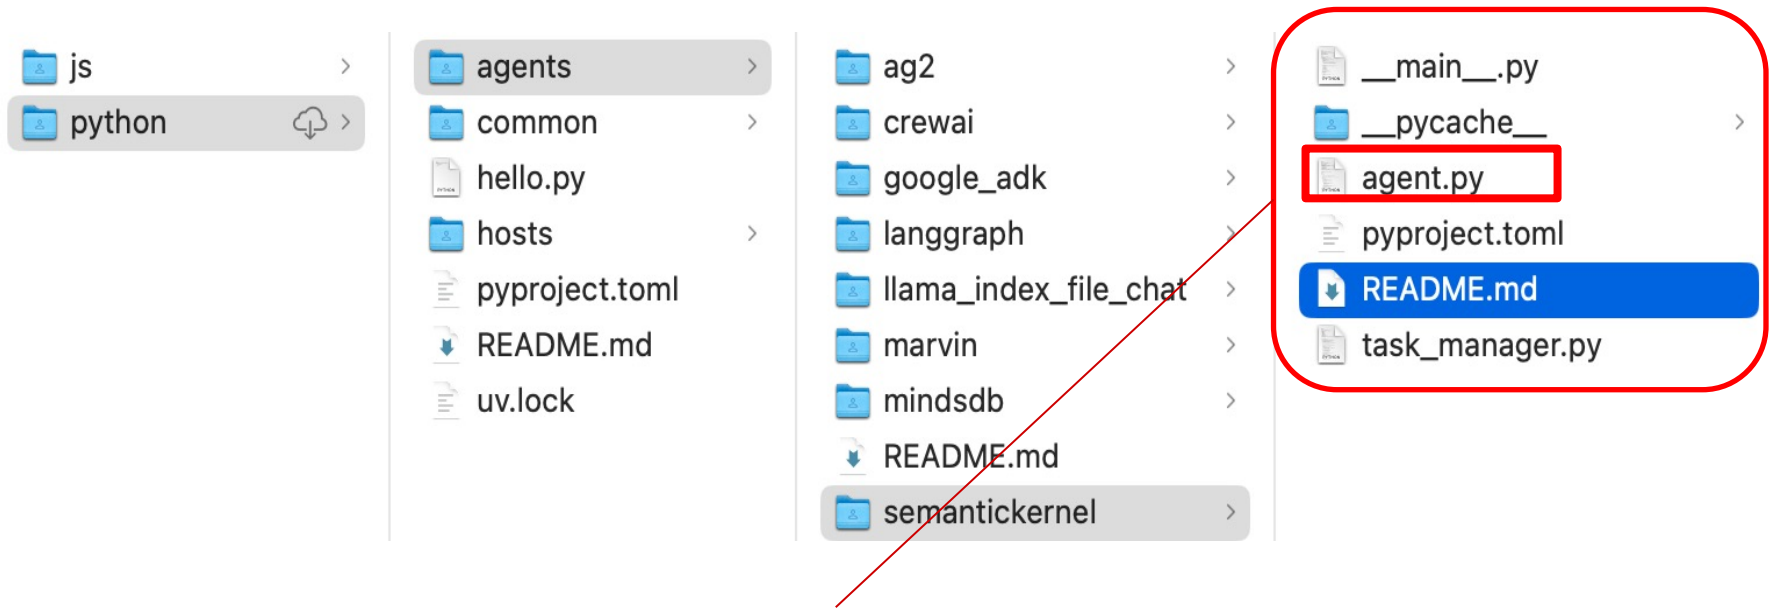 js
python
agents
common
hello.py
hosts
pyproject.toml
README.md
uv.lock
ag2
crewai
google_adk
langgraph
llama_index_file_chat
marvin
mindsdb
README.md
semantickernel
__main__.py
__pycache__
agent.py
pyproject.toml
README.md
task_manager.py